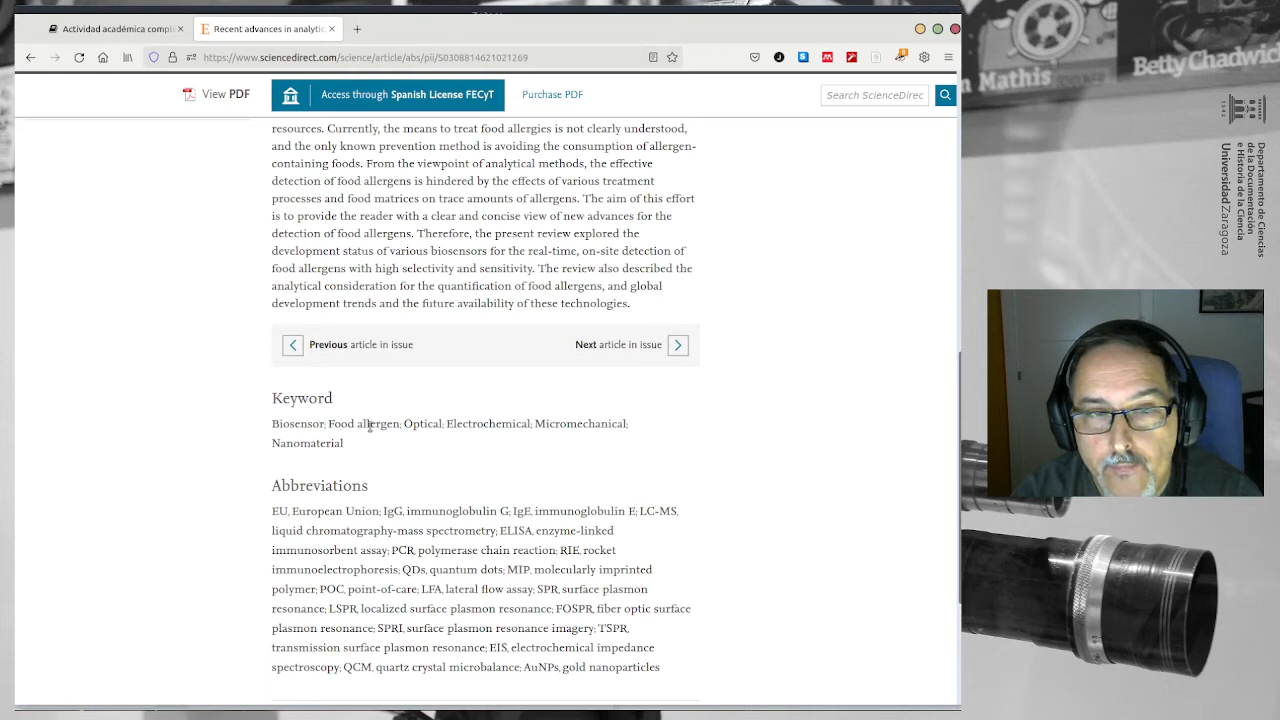 Actividad académica compl
Recent advances in analytic
https://www.sciencedirect.com/science/article/abs/pii/S0308814621021269
View PDF
Access through Spanish License FECyT
Purchase PDF
Search ScienceDirec
resources. Currently, the means to treat food allergies is not clearly understood,
and the only known prevention method is avoiding the consumption of allergen-
containing foods. From the viewpoint of analytical methods, the effective
detection of food allergens is hindered by the effects of various treatment
processes and food matrices on trace amounts of allergens. The aim of this effort
is to provide the reader with a clear and concise view of new advances for the
detection of food allergens. Therefore, the present review explored the
development status of various biosensors for the real-time, on-site detection of
food allergens with high selectivity and sensitivity. The review also described the
analytical consideration for the quantification of food allergens, and global
development trends and the future availability of these technologies.
Previous article in issue
Next article in issue
Keyword
Biosensor; Food allergen; Optical; Electrochemical; Micromechanical;
Nanomaterial
Abbreviations
EU, European Union; IgG, immunoglobulin G; IgE, immunoglobulin E; LC-MS,
liquid chromatography-mass spectrometry; ELISA, enzyme-linked
immunosorbent assay; PCR, polymerase chain reaction; RIE, rocket
immunoelectrophoresis; QDs, quantum dots; MIP, molecularly imprinted
polymer; POC, point-of-care; LFA, lateral flow assay; SPR, surface plasmon
resonance; LSPR, localized surface plasmon resonance; FOSPR, fiber optic surface
plasmon resonance; SPRI, surface plasmon resonance imagery; TSPR,
transmission surface plasmon resonance; EIS, electrochemical impedance
spectroscopy; QCM, quartz crystal microbalance; AuNPs, gold nanoparticles
n Mathis
Betty Chadwi
Departamento de Ciencias
de la Documentación
e Historia de la Ciencia
Universidad Zaragoza
1542